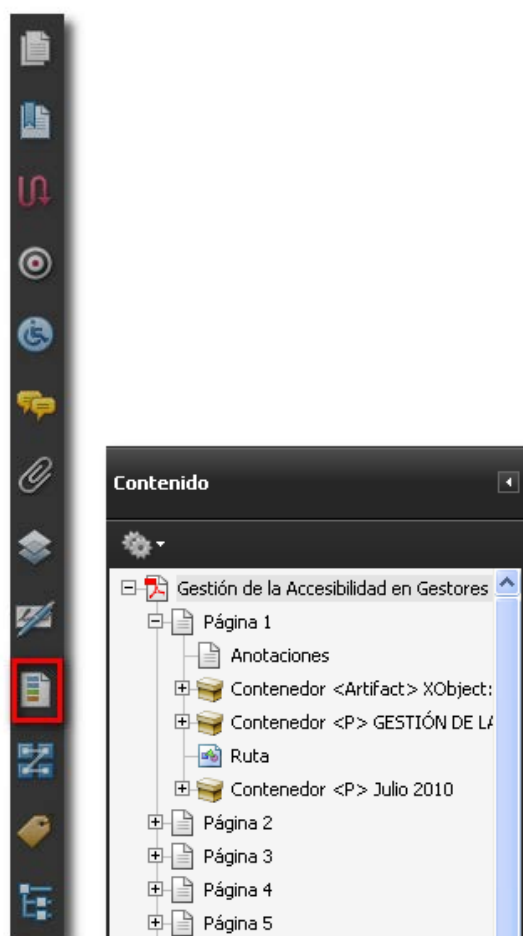 Contenido
Gestión de la Accesibilidad en Gestores
Página 1
Anotaciones
Contenedor <Artifact> XObject:
Contenedor <P> GESTIÓN DE LA
Ruta
Contenedor <P> Julio 2010
Página 2
Página 3
Página 4
Página 5